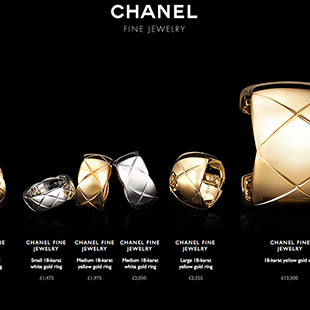 CHANEL
FINE JEWELRY
CHANEL FINE
JEWELRY
Small 18-karat
white gold ring
£1,475
CHANEL FINE
JEWELRY
Medium 18-karat
yellow gold ring
£1,975
CHANEL FINE
JEWELRY
Medium 18-karat
white gold ring
£2,050
CHANEL FINE
JEWELRY
Large 18-karat
yellow gold ring
£2,325
CHANEL FINE
JEWELRY
18-karat yellow gold
£13,500